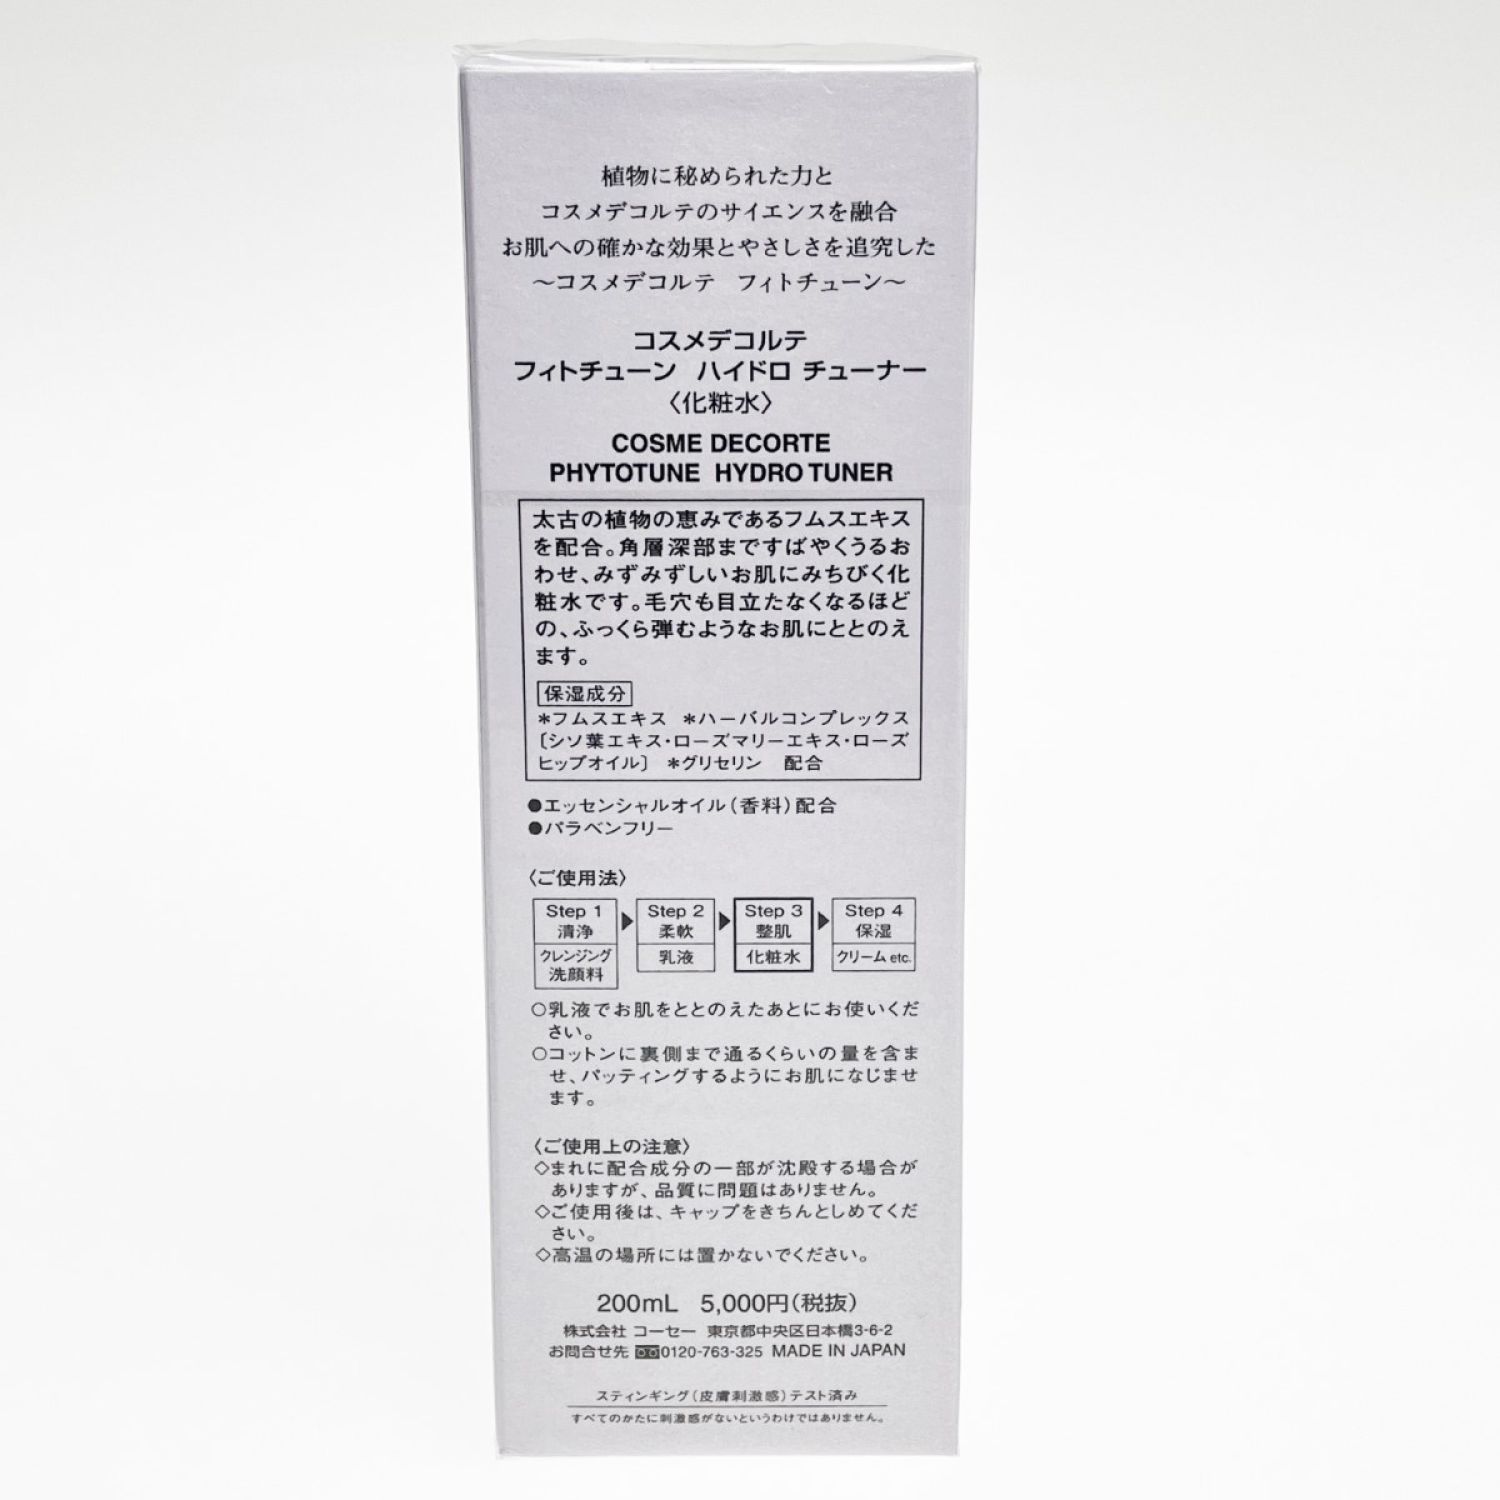 植物に秘められた力と
コスメデコルテのサイエンスを融合
お肌への確かな効果とやさしさを追究した
～コスメデコルテ フィトチューン～
コスメデコルテ
フィトチューン ハイドロ チューナー
〈化粧水〉
COSME DECORTE
PHYTOTUNE HYDRO TUNER
太古の植物の恵みであるフムスエキス
を配合。角層深部まですばやくうるお
わせ、みずみずしいお肌にみちびく化
粧水です。毛穴も目立たなくなるほど
の、ふっくら弾むようなお肌にととのえ
ます。
保湿成分
*フムスエキス *ハーバルコンプレックス
〔シソ葉エキス・ローズマリーエキス・ローズ
ヒップオイル〕 *グリセリン 配合
●エッセンシャルオイル（香料）配合
●パラベンフリー
〈ご使用法〉
Step 1 ▶ Step 2 ▶ Step 3 ▶ Step 4
清浄 柔軟 整肌 保湿
クレンジング 乳液 化粧水 クリーム etc.
洗顔料
○乳液でお肌をととのえたあとにお使いくだ
さい。
○コットンに裏側まで通るくらいの量を含ま
せ、パッティングするようにお肌になじませ
ます。
〈ご使用上の注意〉
◇まれに配合成分の一部が沈殿する場合が
ありますが、品質に問題はありません。
◇ご使用後は、キャップをきちんとしめてくだ
さい。
◇高温の場所には置かないでください。
200mL 5,000円（税抜）
株式会社 コーセー 東京都中央区日本橋3-6-2
お問合せ先 0120-763-325 MADE IN JAPAN
スティンギング（皮膚刺激感）テスト済み
すべてのかたに刺激感がないというわけではありません。